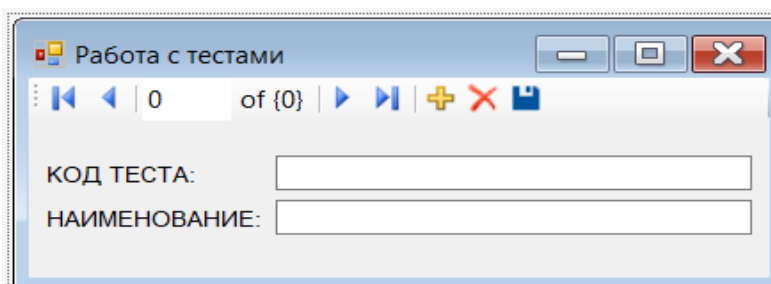 Работа с тестами
0 of {0}
КОД ТЕСТА:
НАИМЕНОВАНИЕ: